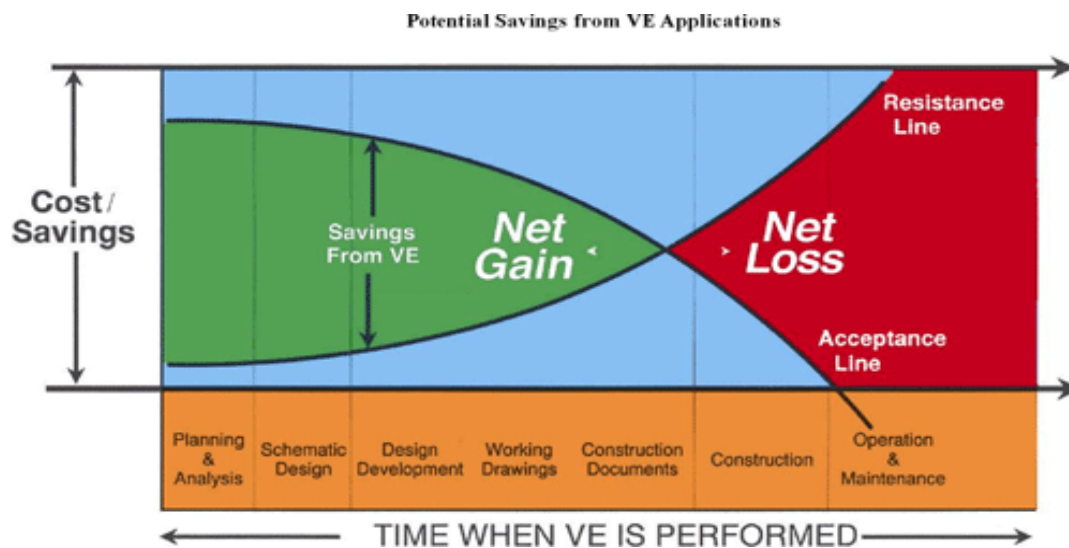 Potential Savings from VE Applications
Resistance
Line
Cost/
Savings
Savings
From VE
Net
Gain
Net
Loss
Acceptance
Line
Planning
&
Analysis
Schematic
Design
Design
Development
Working
Drawings
Construction
Documents
Construction
Operation
&
Maintenance
TIME WHEN VE IS PERFORMED